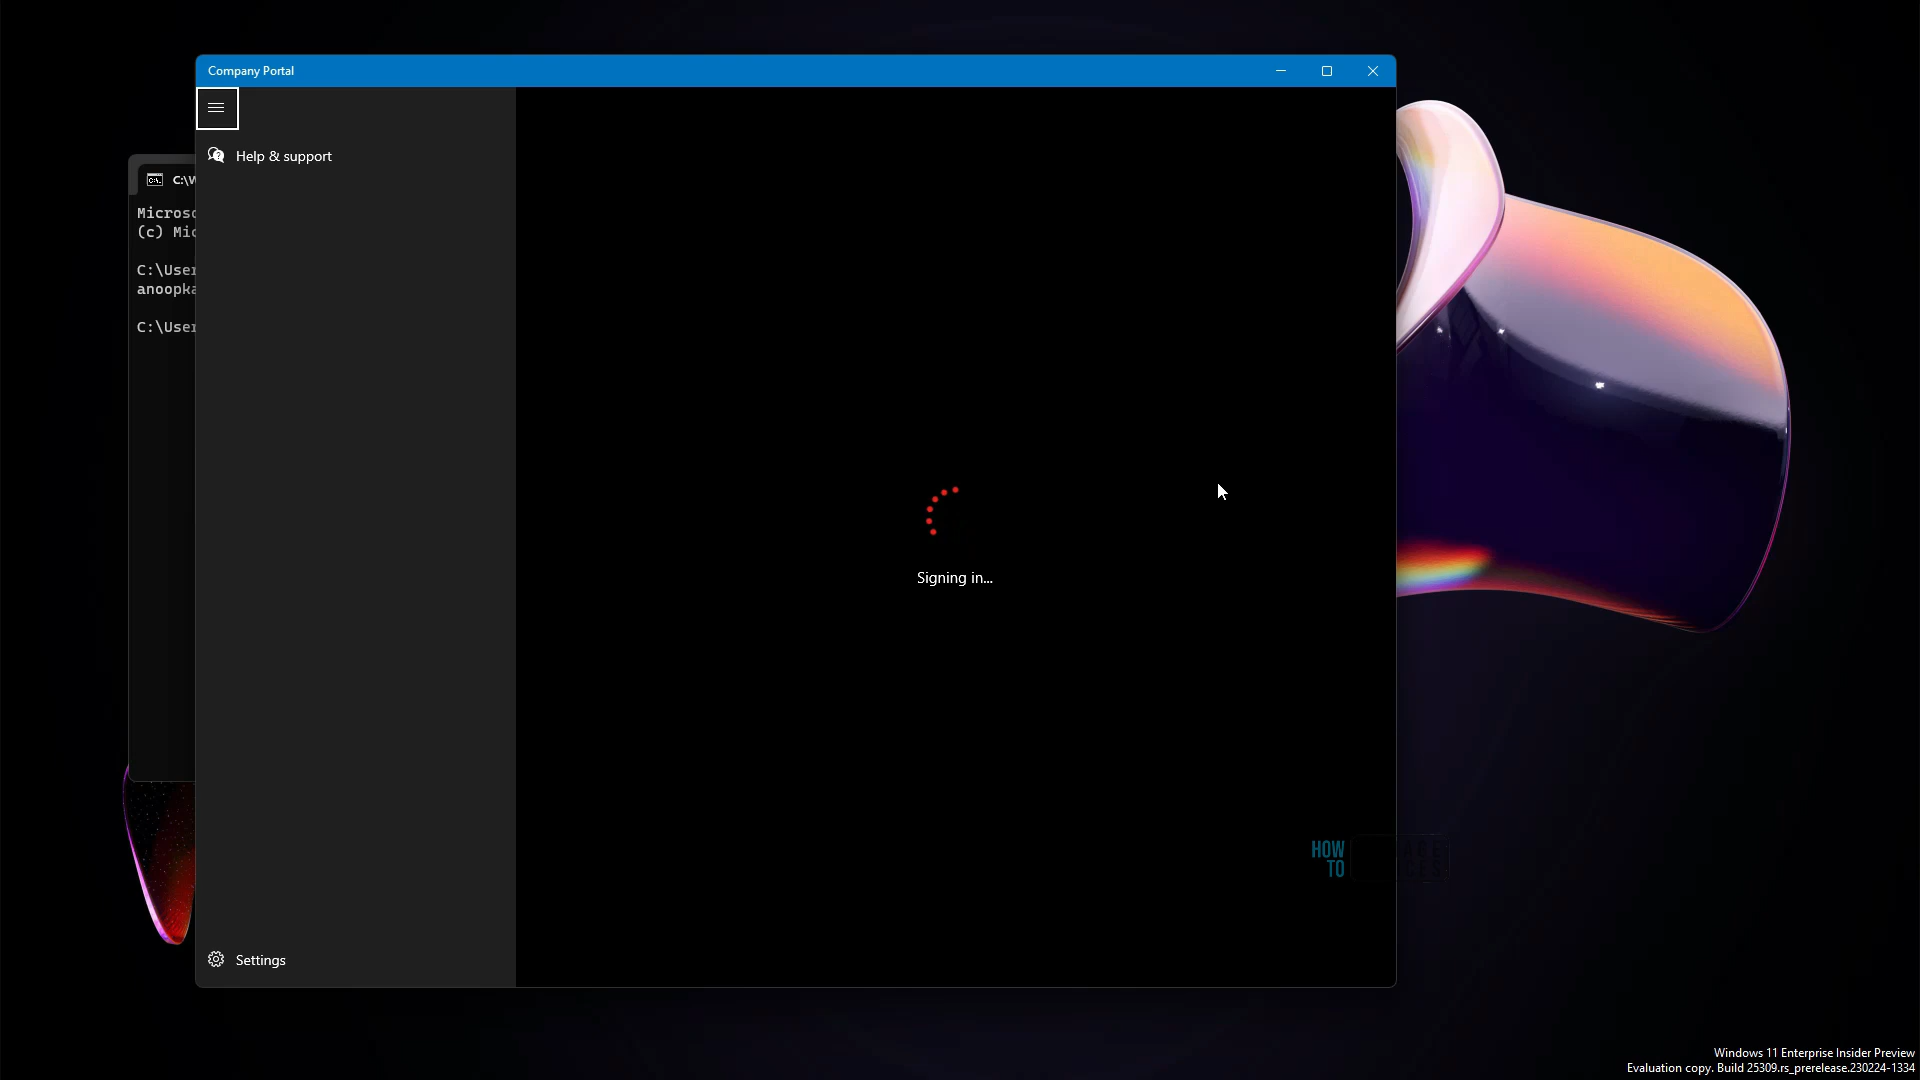 Company Portal
Help & support
C:\W
Microso
(c) Mic
C:\User
anoopka
C:\User
Signing in...
HOW
TO
Settings
Windows 11 Enterprise Insider Preview
Evaluation copy. Build 25309.rs_prerelease.230224-1334